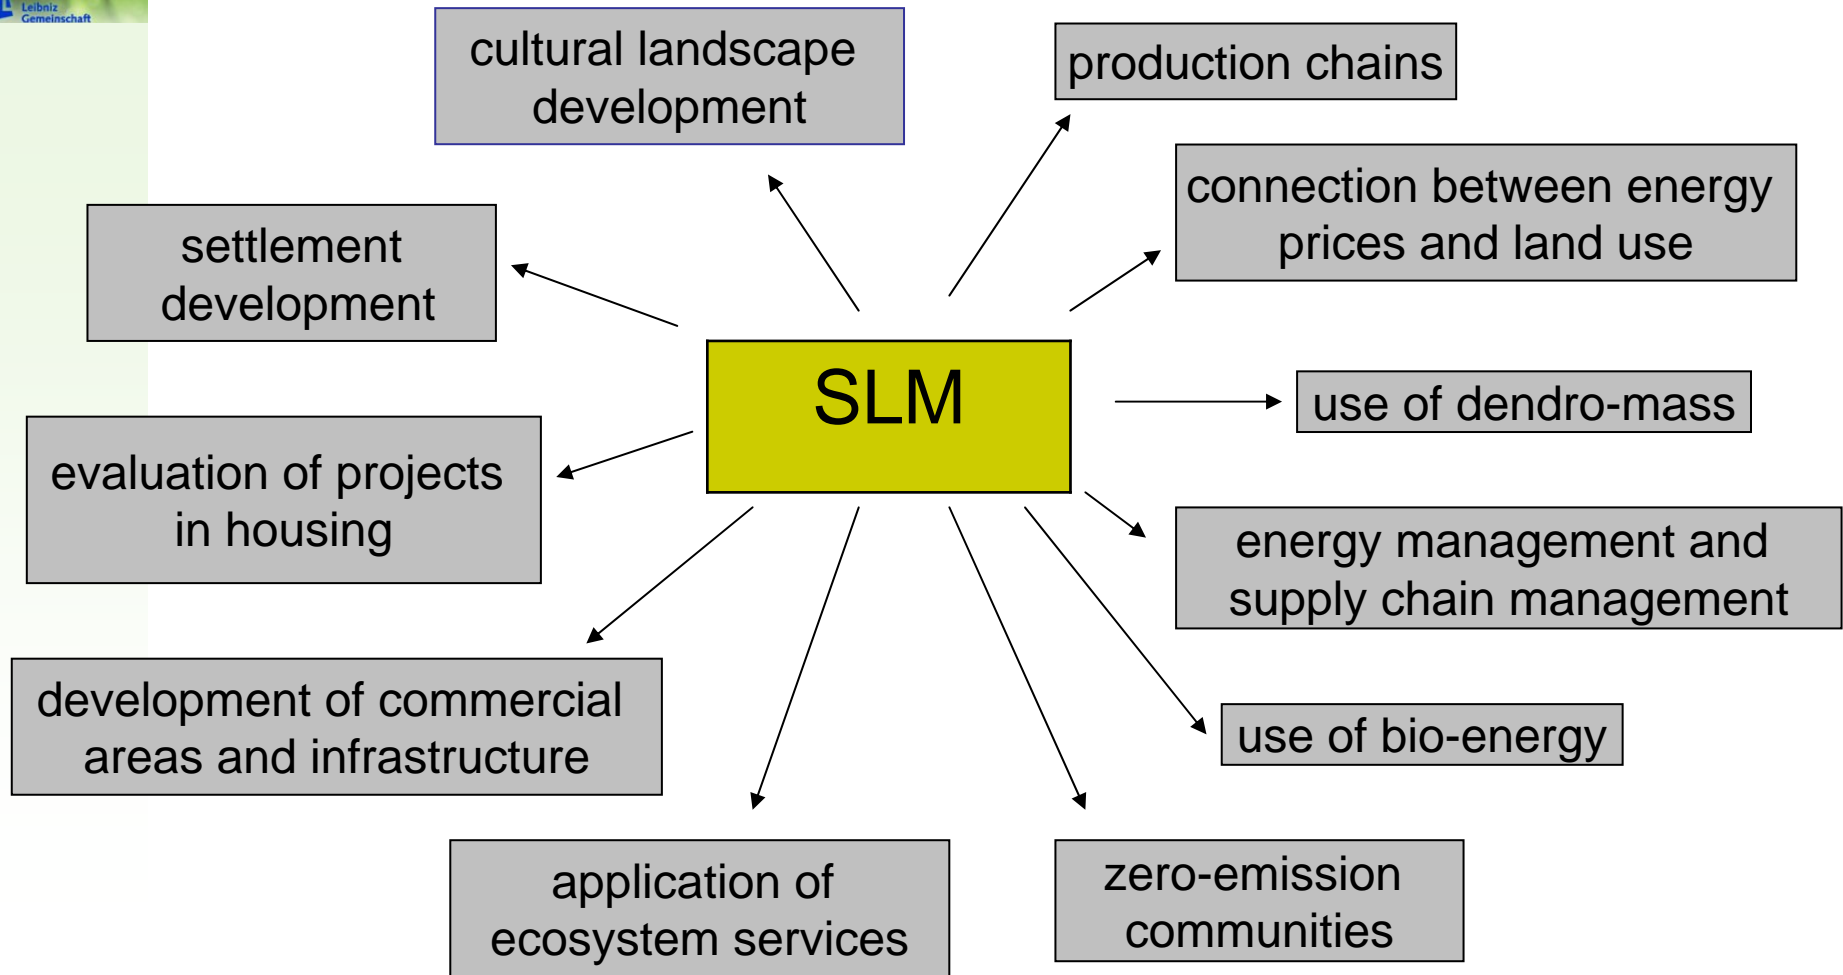 Leibniz
Gemeinschaft
cultural landscape
development
production chains
connection between energy
prices and land use
settlement
development
SLM
use of dendro-mass
evaluation of projects
in housing
energy management and
supply chain management
development of commercial
areas and infrastructure
use of bio-energy
application of
ecosystem services
zero-emission
communities